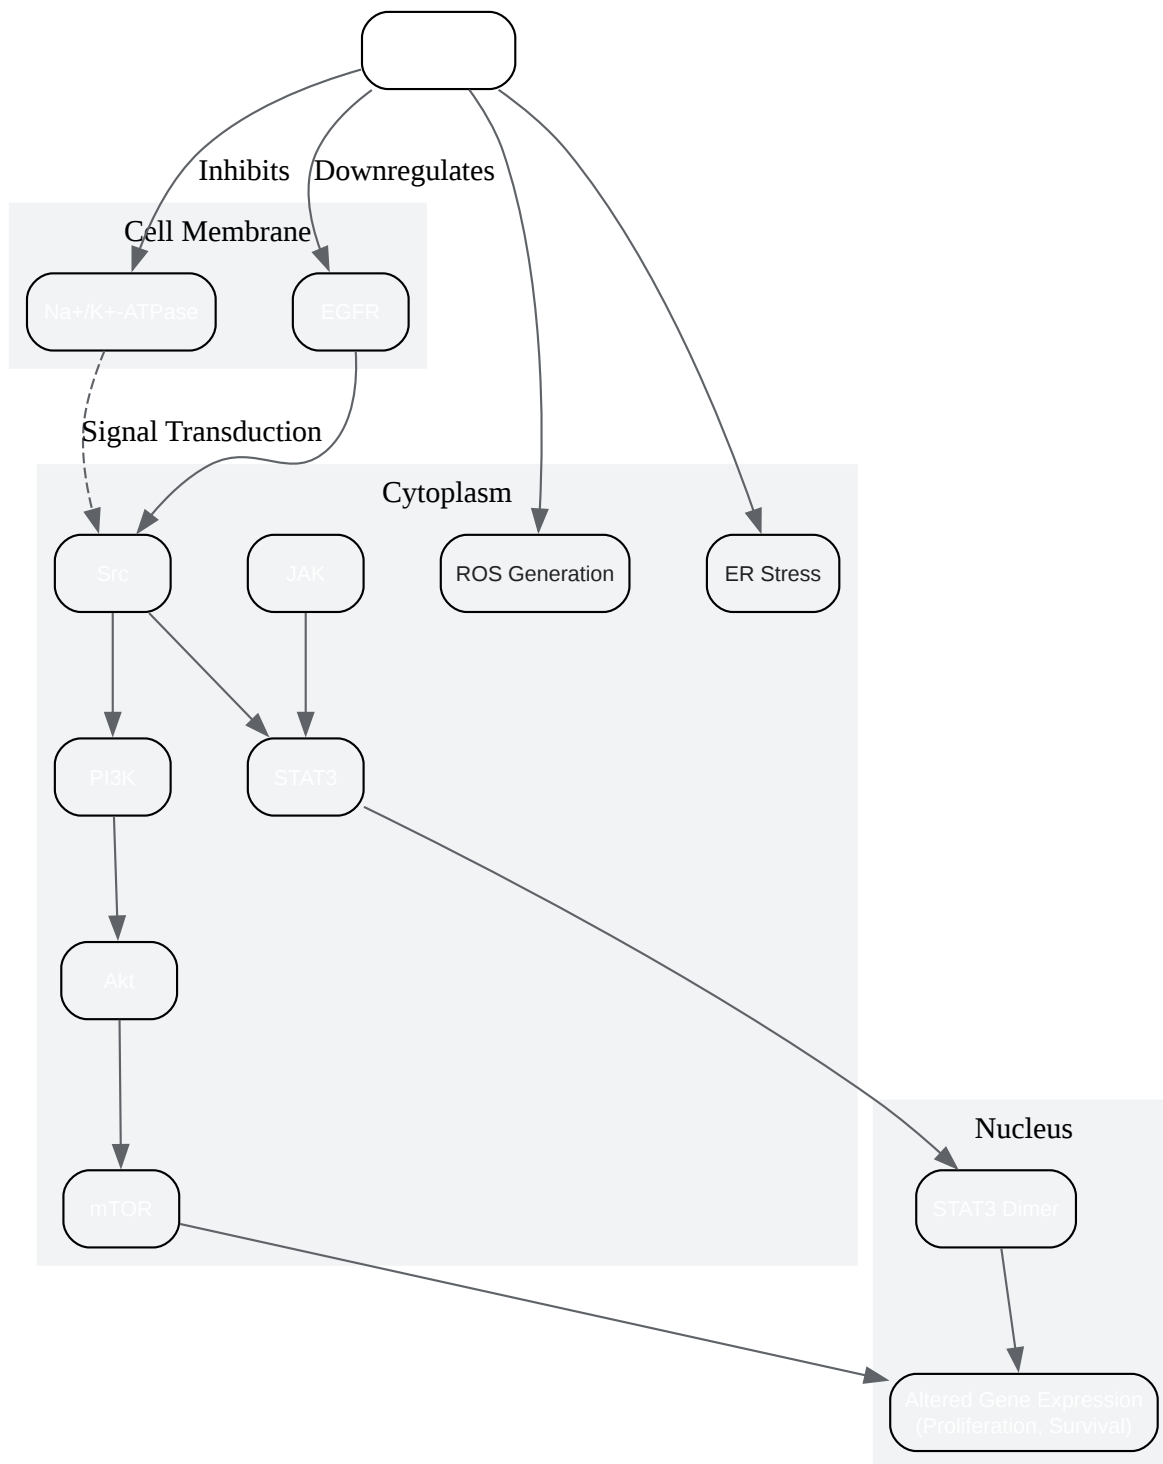 Inhibits
Downregulates
Cell Membrane
Na+/K+-ATPase
EGFR
Signal Transduction
Cytoplasm
Src
JAK
ROS Generation
ER Stress
PI3K
STAT3
Akt
Nucleus
mTOR
STAT3 Dimer
Altered Gene Expression
(Proliferation, Survival)